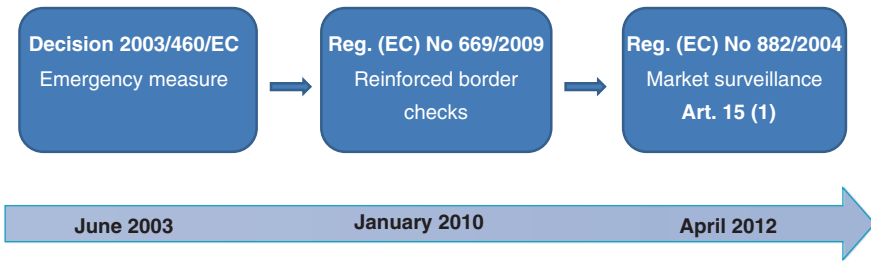 Decision 2003/460/EC
Emergency measure
Reg. (EC) No 669/2009
Reinforced border
checks
Reg. (EC) No 882/2004
Market surveillance
Art. 15 (1)
June 2003
January 2010
April 2012